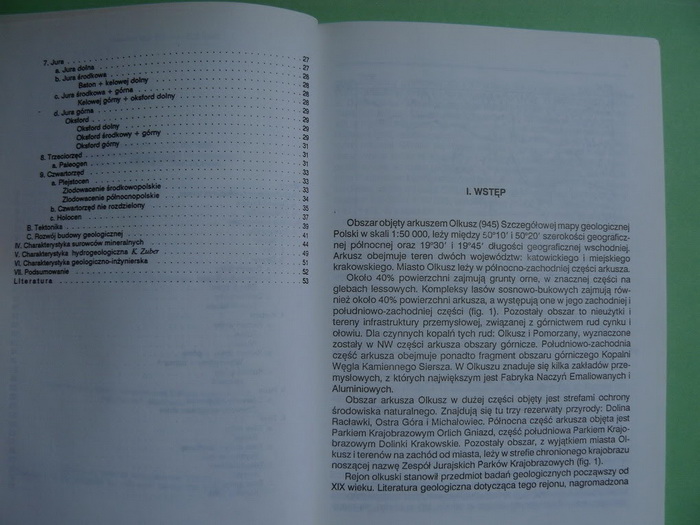 7. Jura 27
a. Jura dolna 27
b. Jura środkowa 28
Baton + kelowej dolny 28
c. Jura środkowa + górna 28
Kelowej górny + oksford dolny 28
d. Jura górna 29
Oksford 29
Oksford dolny 29
Oksford środkowy + górny 29
Oksford górny 31
8. Trzeciorzęd 31
a. Paleogen 31
9. Czwartorzęd 33
a. Plejstocen 33
Zlodowacenie środkowopolskie 33
Zlodowacenie północnopolskie 34
b. Czwartorzęd nie rozdzielony 35
c. Holocen 37
B. Tektonika 39
C. Rozwój budowy geologicznej 41
IV. Charakterystyka surowców mineralnych 44
V. Charakterystyka hydrogeologiczna K. Zuber 49
VI. Charakterystyka geologiczno-inżynierska 51
VII. Podsumowanie 52
Literatura 53
I. WSTĘP
Obszar objęty arkuszem Olkusz (945) Szczegółowej mapy geologicznej
Polski w skali 1:50 000, leży między 50°10' i 50°20' szerokości geograficz-
nej północnej oraz 19°30' i 19°45' długości geograficznej wschodniej.
Arkusz obejmuje teren dwóch województw: katowickiego i miejskiego
krakowskiego. Miasto Olkusz leży w północno-zachodniej części arkusza.
Około 40% powierzchni zajmują grunty orne, w znacznej części na
glebach lessowych. Kompleksy lasów sosnowo-bukowych zajmują rów-
nież około 40% powierzchni arkusza, a występują one w jego zachodniej i
południowo-zachodniej części (fig. 1). Pozostały obszar to nieużytki i
tereny infrastruktury przemysłowej, związanej z górnictwem rud cynku i
ołowiu. Dla czynnych kopalń tych rud: Olkusz i Pomorzany, wyznaczone
zostały w NW części arkusza obszary górnicze. Południowo-zachodnia
część arkusza obejmuje ponadto fragment obszaru górniczego Kopalni
Węgla Kamiennego Siersza. W Olkuszu znaduje się kilka zakładów prze-
mysłowych, z których największym jest Fabryka Naczyń Emaliowanych i
Aluminiowych.
Obszar arkusza Olkusz w dużej części objęty jest strefami ochrony
środowiska naturalnego. Znajdują się tu trzy rezerwaty przyrody: Dolina
Racławki, Ostra Góra i Michałowiec. Północna część arkusza objęta jest
Parkiem Krajobrazowym Orlich Gniazd, część południowa Parkiem Krajo-
brazowym Dolinki Krakowskie. Pozostały obszar, z wyjątkiem miasta Ol-
kusz i terenów na zachód od miasta, leży w strefie chronionego krajobrazu
noszącej nazwę Zespół Jurajskich Parków Krajobrazowych (fig. 1).
Rejon olkuski stanowił przedmiot badań geologicznych począwszy od
XIX wieku. Literatura geologiczna dotycząca tego rejonu, nagromadzona